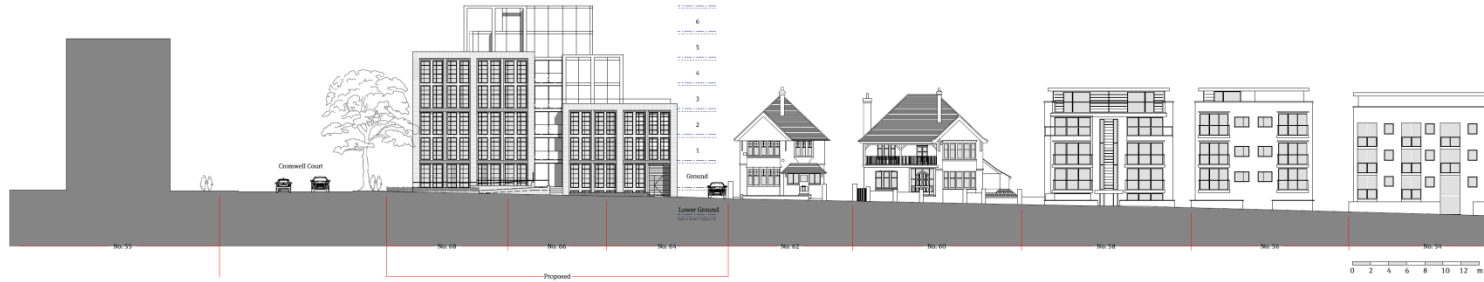 6
5
4
3
2
1
Cromwell Court
Ground
Lower Ground
No. 55
No. 68
No. 66
No. 64
No. 62
No. 60
No. 58
No. 56
No. 54
Proposed
0 2 4 6 8 10 12 m